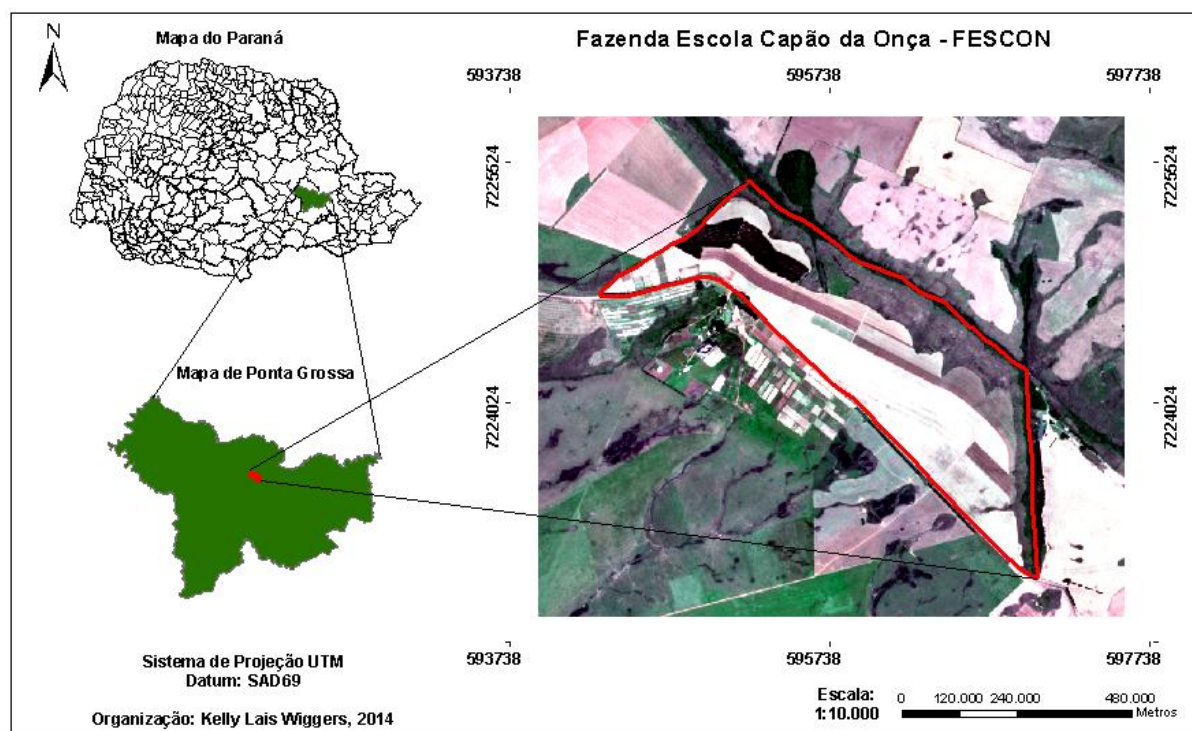 N
Mapa do Paraná
Fazenda Escola Capão da Onça - FESCON
593738 595738 597738
7225524 7225524
Mapa de Ponta Grossa
7224024 7224024
593738 595738 597738
Sistema de Projeção UTM
Datum: SAD69
Organização: Kelly Lais Wiggers, 2014
Escala:
1:10.000
0 120.000 240.000 480.000
Metros